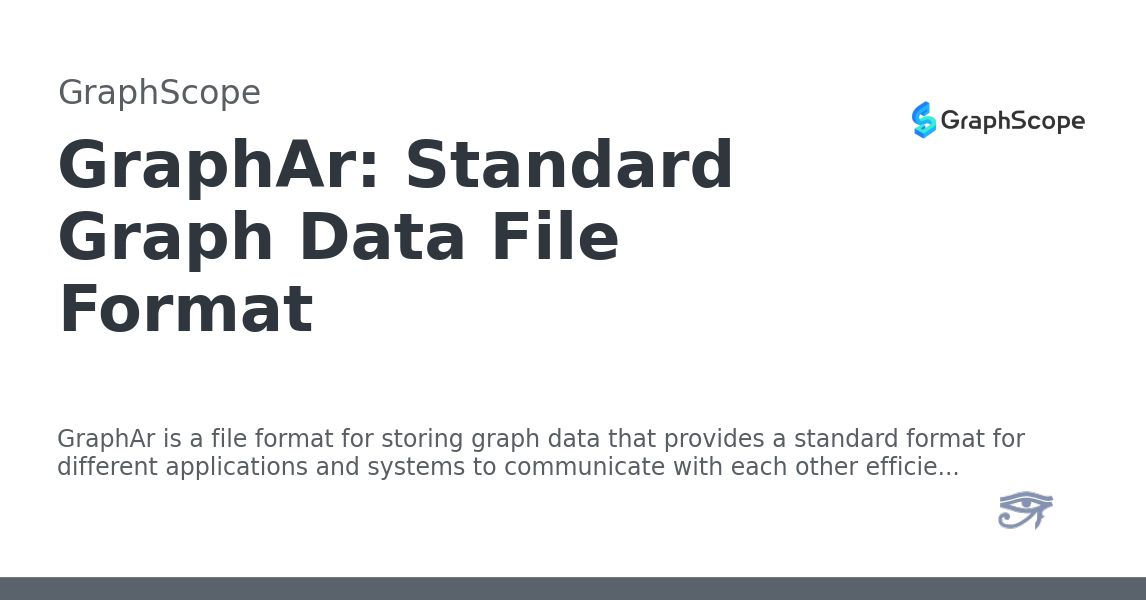 GraphScope
GraphScope
GraphAr: Standard
Graph Data File
Format
GraphAr is a file format for storing graph data that provides a standard format for
different applications and systems to communicate with each other efficie...